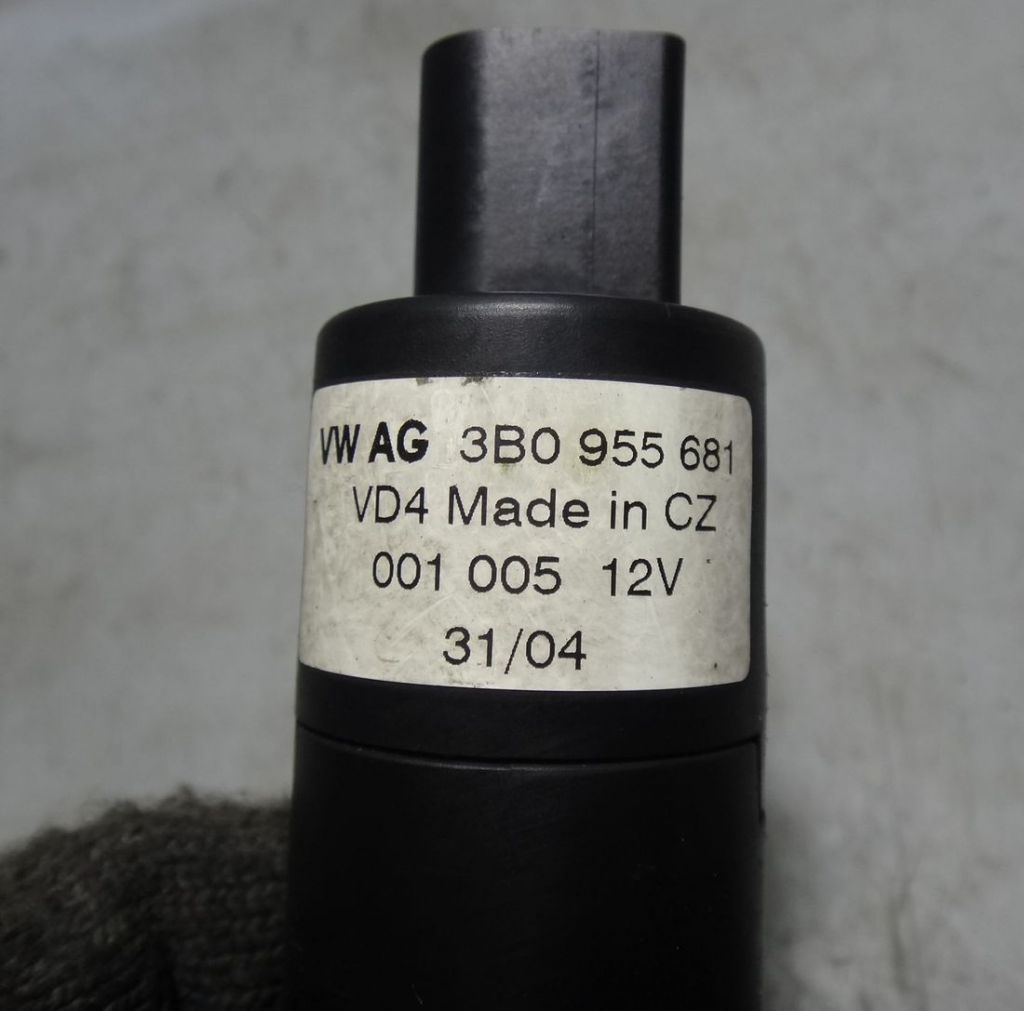 VW AG 3B0 955 681
VD4 Made in CZ
001 005 12V
31/04